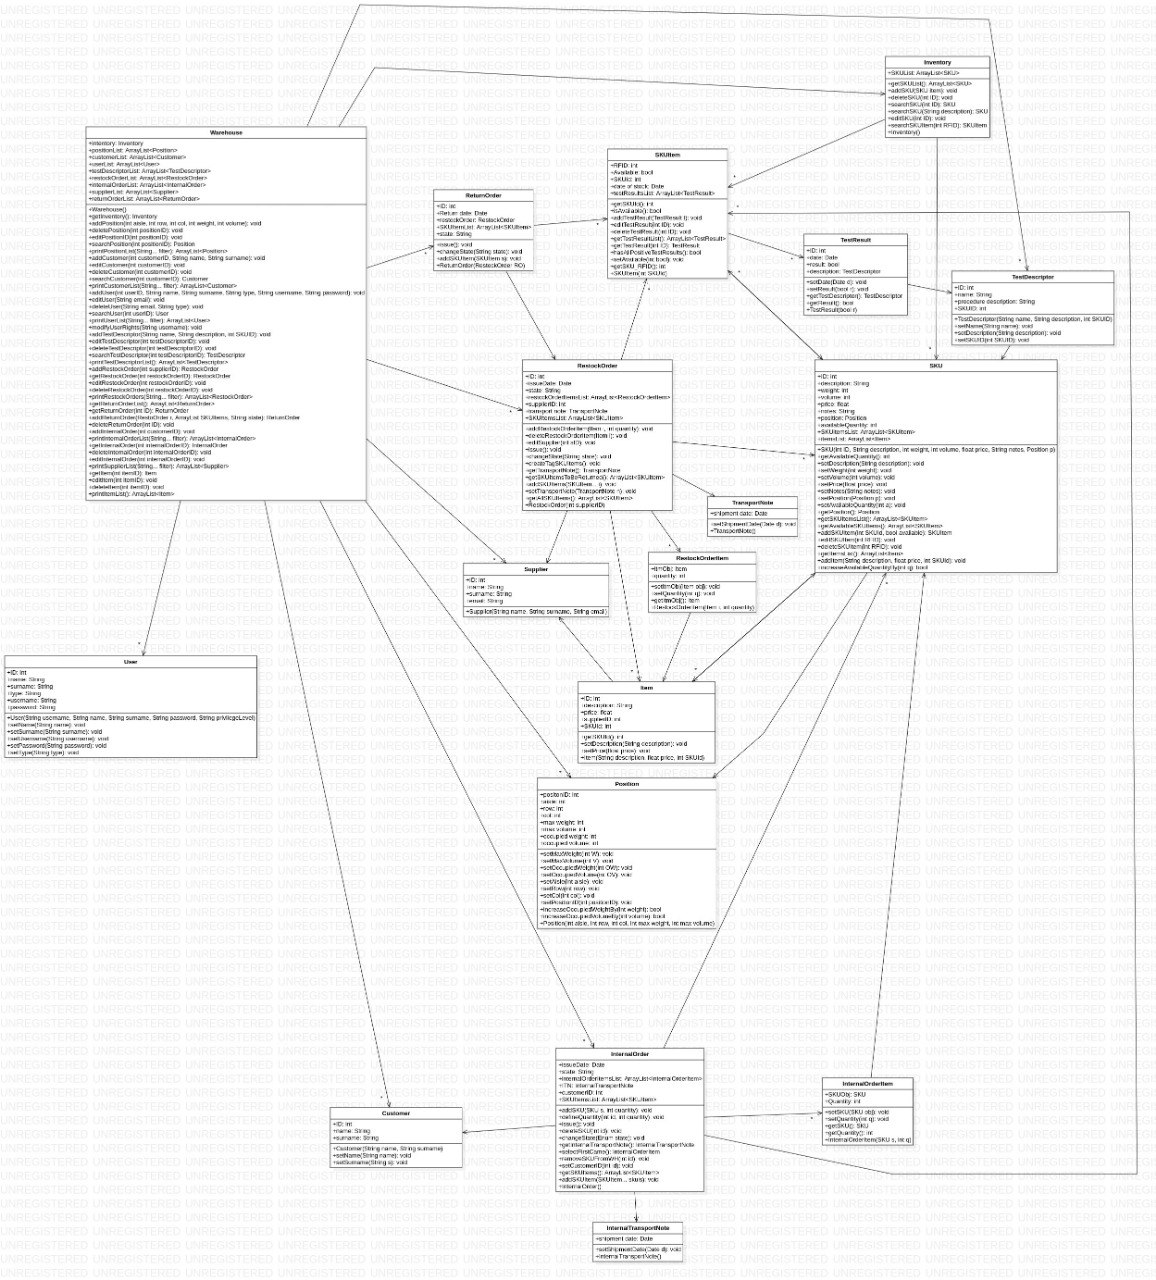 Inventory
+SKUList: ArrayList<SKU>
+getSKUList(): ArrayList<SKU>
+addSKU(SKU item): void
+deleteSKU(int ID): void
+searchSKU(int ID): SKU
+searchSKU(String description): SKU
+editSKU(int ID): void
+searchSKUItem(int RFID): SKUItem
+Inventory()
Warehouse
+intentory: Inventory
+positionList: ArrayList<Position>
+customerList: ArrayList<Customer>
+userList: ArrayList<User>
+testDescriptorList: ArrayList<TestDescriptor>
+restockOrderList: ArrayList<RestockOrder>
+internalOrderList: ArrayList<InternalOrder>
+supplierList: ArrayList<Supplier>
+returnOrderList: ArrayList<ReturnOrder>
+Warehouse()
+getInventory(): Inventory
+addPosition(int aisle, int row, int col, int weight, int volume): void
+deletePosition(int positionID): void
+editPositionID(int positionID): void
+searchPosition(int positionID): Position
+printPositionList(String... filter): ArrayList<Position>
+addCustomer(int customerID, String name, String surname): void
+editCustomer(int customerID): void
+deleteCustomer(int customerID): void
+searchCustomer(int customerID): Customer
+printCustomerList(String... filter): ArrayList<Customer>
+addUser(int userID, String name, String surname, String type, String username, String password): void
+editUser(String email): void
+deleteUser(String email, String type): void
+searchUser(int userID): User
+printUserList(String... filter): ArrayList<User>
+modifyUserRights(String username): void
+addTestDescriptor(String name, String description, int SKUID): void
+editTestDescriptor(int testDescriptorID): void
+deleteTestDescriptor(int testDescriptorID): void
+searchTestDescriptor(int testDescriptorID): TestDescriptor
+printTestDescriptorList(): ArrayList<TestDescriptor>
+addRestockOrder(int supplierID): RestockOrder
+getRestockOrder(int restockOrderID): RestockOrder
+editRestockOrder(int restockOrderID): void
+deleteRestockOrder(int restockOrderID): void
+printRestockOrders(String... filter): ArrayList<RestockOrder>
+getReturnOrderList(): ArrayList<ReturnOrder>
+getReturnOrder(int ID): ReturnOrder
+addReturnOrder(RestoOrder r, ArrayList SKUItems, String state): ReturnOrder
+deleteReturnOrder(int ID): void
+addInternalOrder(int customerID): void
+printInternalOrderList(String... filter): ArrayList<InternalOrder>
+getInternalOrder(int internalOrderID): InternalOrder
+deleteInternalOrder(int internalOrderID): void
+editInternalOrder(int internalOrderID): void
+printSupplierList(String... filter): ArrayList<Supplier>
+getItem(int itemID): Item
+editItem(int itemID): void
+deleteItem(int itemID): void
+printItemList(): ArrayList<Item>
SKUItem
+RFID: int
+Available: bool
+SKUId: int
+date of stock: Date
+testResultsList: ArrayList<TestResult>
+getSKUId(): int
+isAvailable(): bool
+addTestResult(TestResult t): void
+editTestResult(int ID): void
+deleteTestResult(int ID): void
+getTestResultList(): ArrayList<TestResult>
+getTestResult(int ID): TestResult
+hasAllPositiveTestResults(): bool
+setAvailable(int bool): void
+getSKU_RFID(): int
+SKUItem(int SKUId)
ReturnOrder
+ID: int
+Return date: Date
+restockOrder: RestockOrder
+SKUItemsList: ArrayList<SKUItem>
+state: String
+issue(): void
+changeState(String state): void
+addSKUItem(SKUItem s): void
+ReturnOrder(RestockOrder RO)
TestResult
+ID: int
+date: Date
+result: bool
+description: TestDescriptor
+setDate(Date d): void
+setResult(bool r): void
+getTestDescriptor(): TestDescriptor
+getResult(): bool
+TestResult(bool r)
TestDescriptor
+ID: int
+name: String
+procedure description: String
+SKUID: int
+TestDescriptor(String name, String description, int SKUID)
+setName(String name): void
+setDescription(String description): void
+setSKUID(int SKUID): void
RestockOrder
+ID: int
+issueDate: Date
+state: String
+restockOrderItemsList: ArrayList<RestockOrderItem>
+supplierID: int
+transport note: TransportNote
+SKUItemsList: ArrayList<SKUItem>
+addRestockOrderItem(Item i, int quantity): void
+deleteRestockOrderItem(Item i): void
+editSupplier(int ID): void
+issue(): void
+changeState(String state): void
+createTagSKUItems(): void
+getTransportNote(): TransportNote
+getSKUItemsToBeReturned(): ArrayList<SKUItem>
+addSKUItems(SKUItem... i): void
+setTransportNote(TransportNote n): void
+getAllSKUItems(): ArrayList<SKUItem>
+RestockOrder(int supplierID)
SKU
+ID: int
+description: String
+weight: int
+volume: int
+price: float
+notes: String
+position: Position
+availableQuantity: int
+SKUItemsList: ArrayList<SKUItem>
+itemsList: ArrayList<Item>
+SKU(int ID, String description, int weight, int volume, float price, String notes, Position p)
+getAvailableQuantity(): int
+setDescription(String description): void
+setWeight(int weight): void
+setVolume(int volume): void
+setPrice(float price): void
+setNotes(String notes): void
+setPosition(Position p): void
+setAvailableQuantity(int a): void
+getPosition(): Position
+getSKUItemsList(): ArrayList<SKUItem>
+getAvailableSKUItems(): ArrayList<SKUItem>
+addSKUItem(int SKUId, bool available): SKUItem
+editSKUItem(int RFID): void
+deleteSKUItem(int RFID): void
+getItemsList(): ArrayList<Item>
+addItem(String description, float price, int SKUId): void
+increaseAvailableQuantityBy(int q): bool
TransportNote
+shipment date: Date
+setShipmentDate(Date d): void
+TransportNote()
RestockOrderItem
+itmObj: Item
+quantity: int
+setItmObj(Item obj): void
+setQuantity(int q): void
+getItmObj(): Item
+RestockOrderItem(Item i, int quantity)
Supplier
+ID: int
+name: String
+surname: String
+email: String
+Supplier(String name, String surname, String email)
User
+ID: int
+name: String
+surname: String
+type: String
+username: String
+password: String
+User(String username, String name, String surname, String password, String privilegeLevel)
+setName(String name): void
+setSurname(String surname): void
+setUsername(String username): void
+setPassword(String password): void
+setType(String type): void
Item
+ID: int
+description: String
+price: float
+supplierID: int
+SKUId: int
+getSKUId(): int
+setDescription(String description): void
+setPrice(float price): void
+Item(String description, float price, int SKUId)
Position
+positonID: int
+aisle: int
+row: int
+col: int
+max weight: int
+max volume: int
+occupied weight: int
+occupied volume: int
+setMaxWeight(int W): void
+setMaxVolume(int V): void
+setOccupiedWeight(int OW): void
+setOccupiedVolume(int OV): void
+setAisle(int aisle): void
+setRow(int row): void
+setCol(int col): void
+setPositionID(int positionID): void
+increaseOccupiedWeightBy(int weight): bool
+increaseOccupiedVolumeBy(int volume): bool
+Position(int aisle, int row, int col, int max weight, int max volume)
InternalOrder
+issueDate: Date
+state: String
+internalOrderItemsList: ArrayList<InternalOrderItem>
+ITN: internalTransportNote
+customerID: int
+SKUItemsList: ArrayList<SKUItem>
+addSKU(SKU s, int quantity): void
+defineQuantity(int id, int quantity): void
+issue(): void
+deleteSKU(int id): void
+changeState(Enum state): void
+getInternalTransportNote(): InternalTransportNote
+selectFirstCame(): InternalOrderItem
+removeSKUFromWH(int id): void
+setCustomerID(int id): void
+getSKUItems(): ArrayList<SKUItem>
+addSKUItem(SKUItem... skus): void
+InternalOrder()
InternalOrderItem
+SKUObj: SKU
+Quantity: int
+setSKU(SKU obj): void
+setQuantity(int q): void
+getSKU(): SKU
+getQuantity(): int
+InternalOrderItem(SKU s, int q)
Customer
+ID: int
+name: String
+surname: String
+Customer(String name, String surname)
+setName(String name): void
+setSurname(String s): void
InternalTransportNote
+shipment date: Date
+setShipmentDate(Date d): void
+InternalTransportNote()